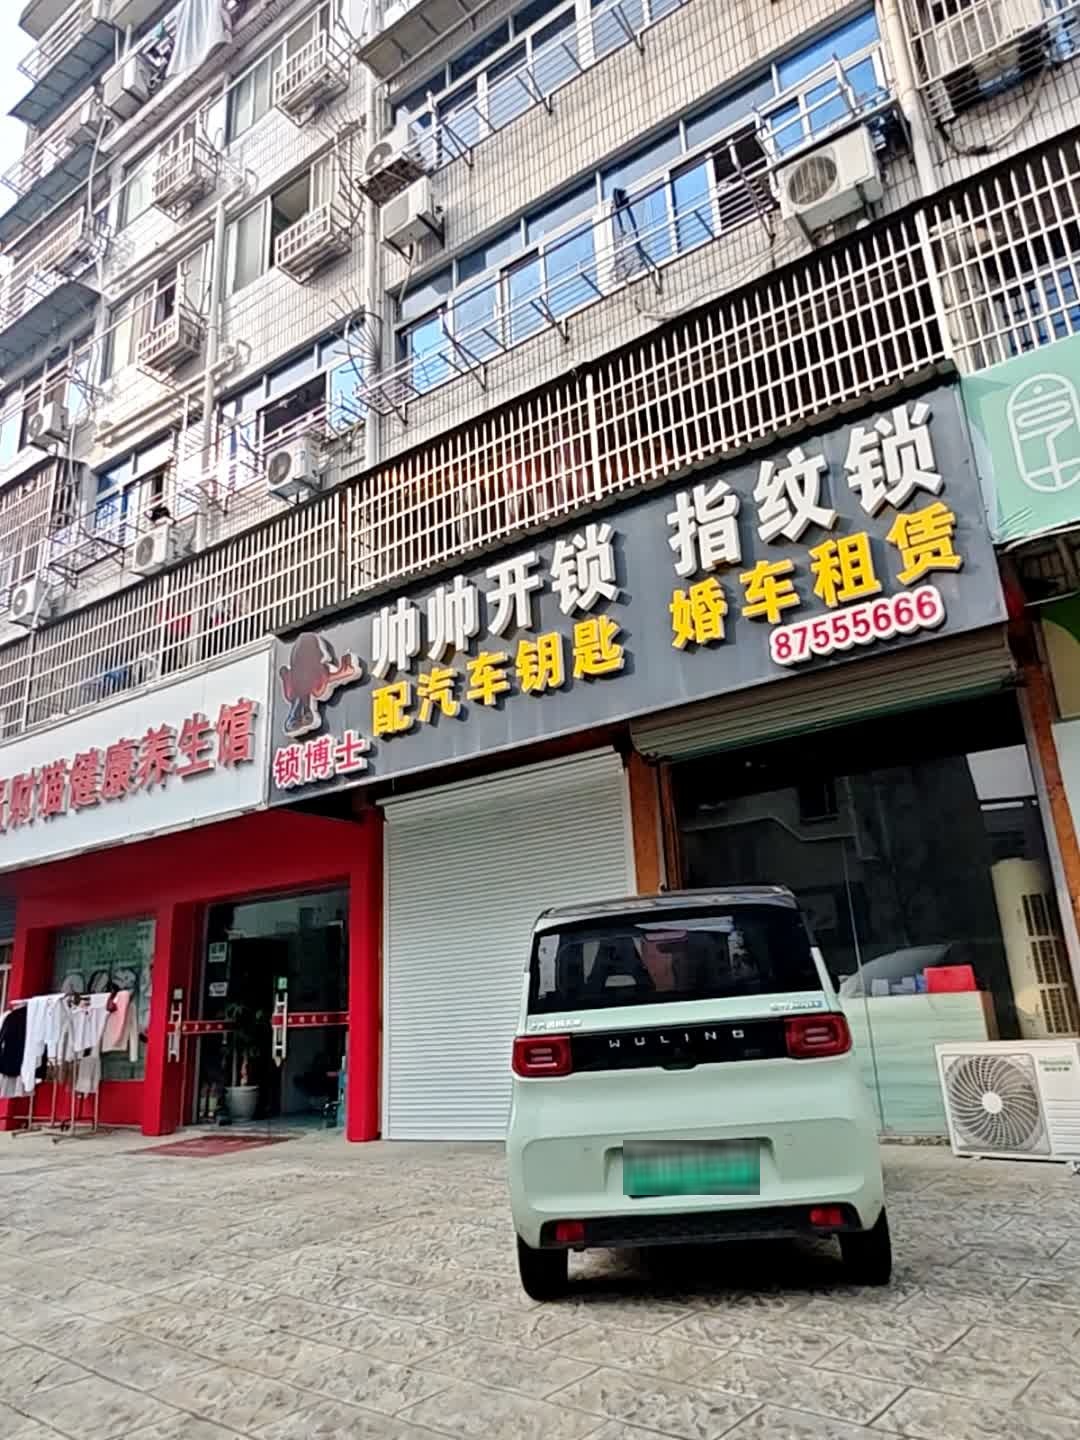 帅帅开锁 指纹锁
配汽车钥匙 婚车租赁
87555666
锁博士
财猫健康养生馆
WULING
Hisense